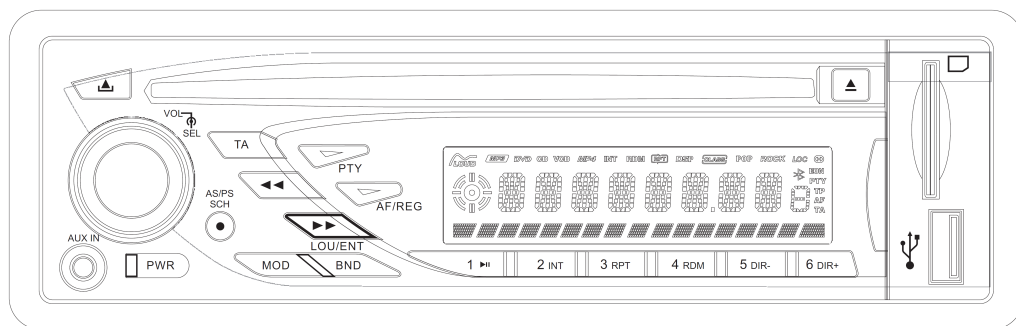 VOL
SEL
TA
PTY
AS/PS
SCH
AF/REG
LOU/ENT
AUX IN
PWR
MOD
BND
LOUD MP3 DVD CD VCD MP4 INT RDM RPT DSP CLASS POP ROCK LOC
EON
PTY
TP
AF
TA
1
2 INT
3 RPT
4 RDM
5 DIR-
6 DIR+